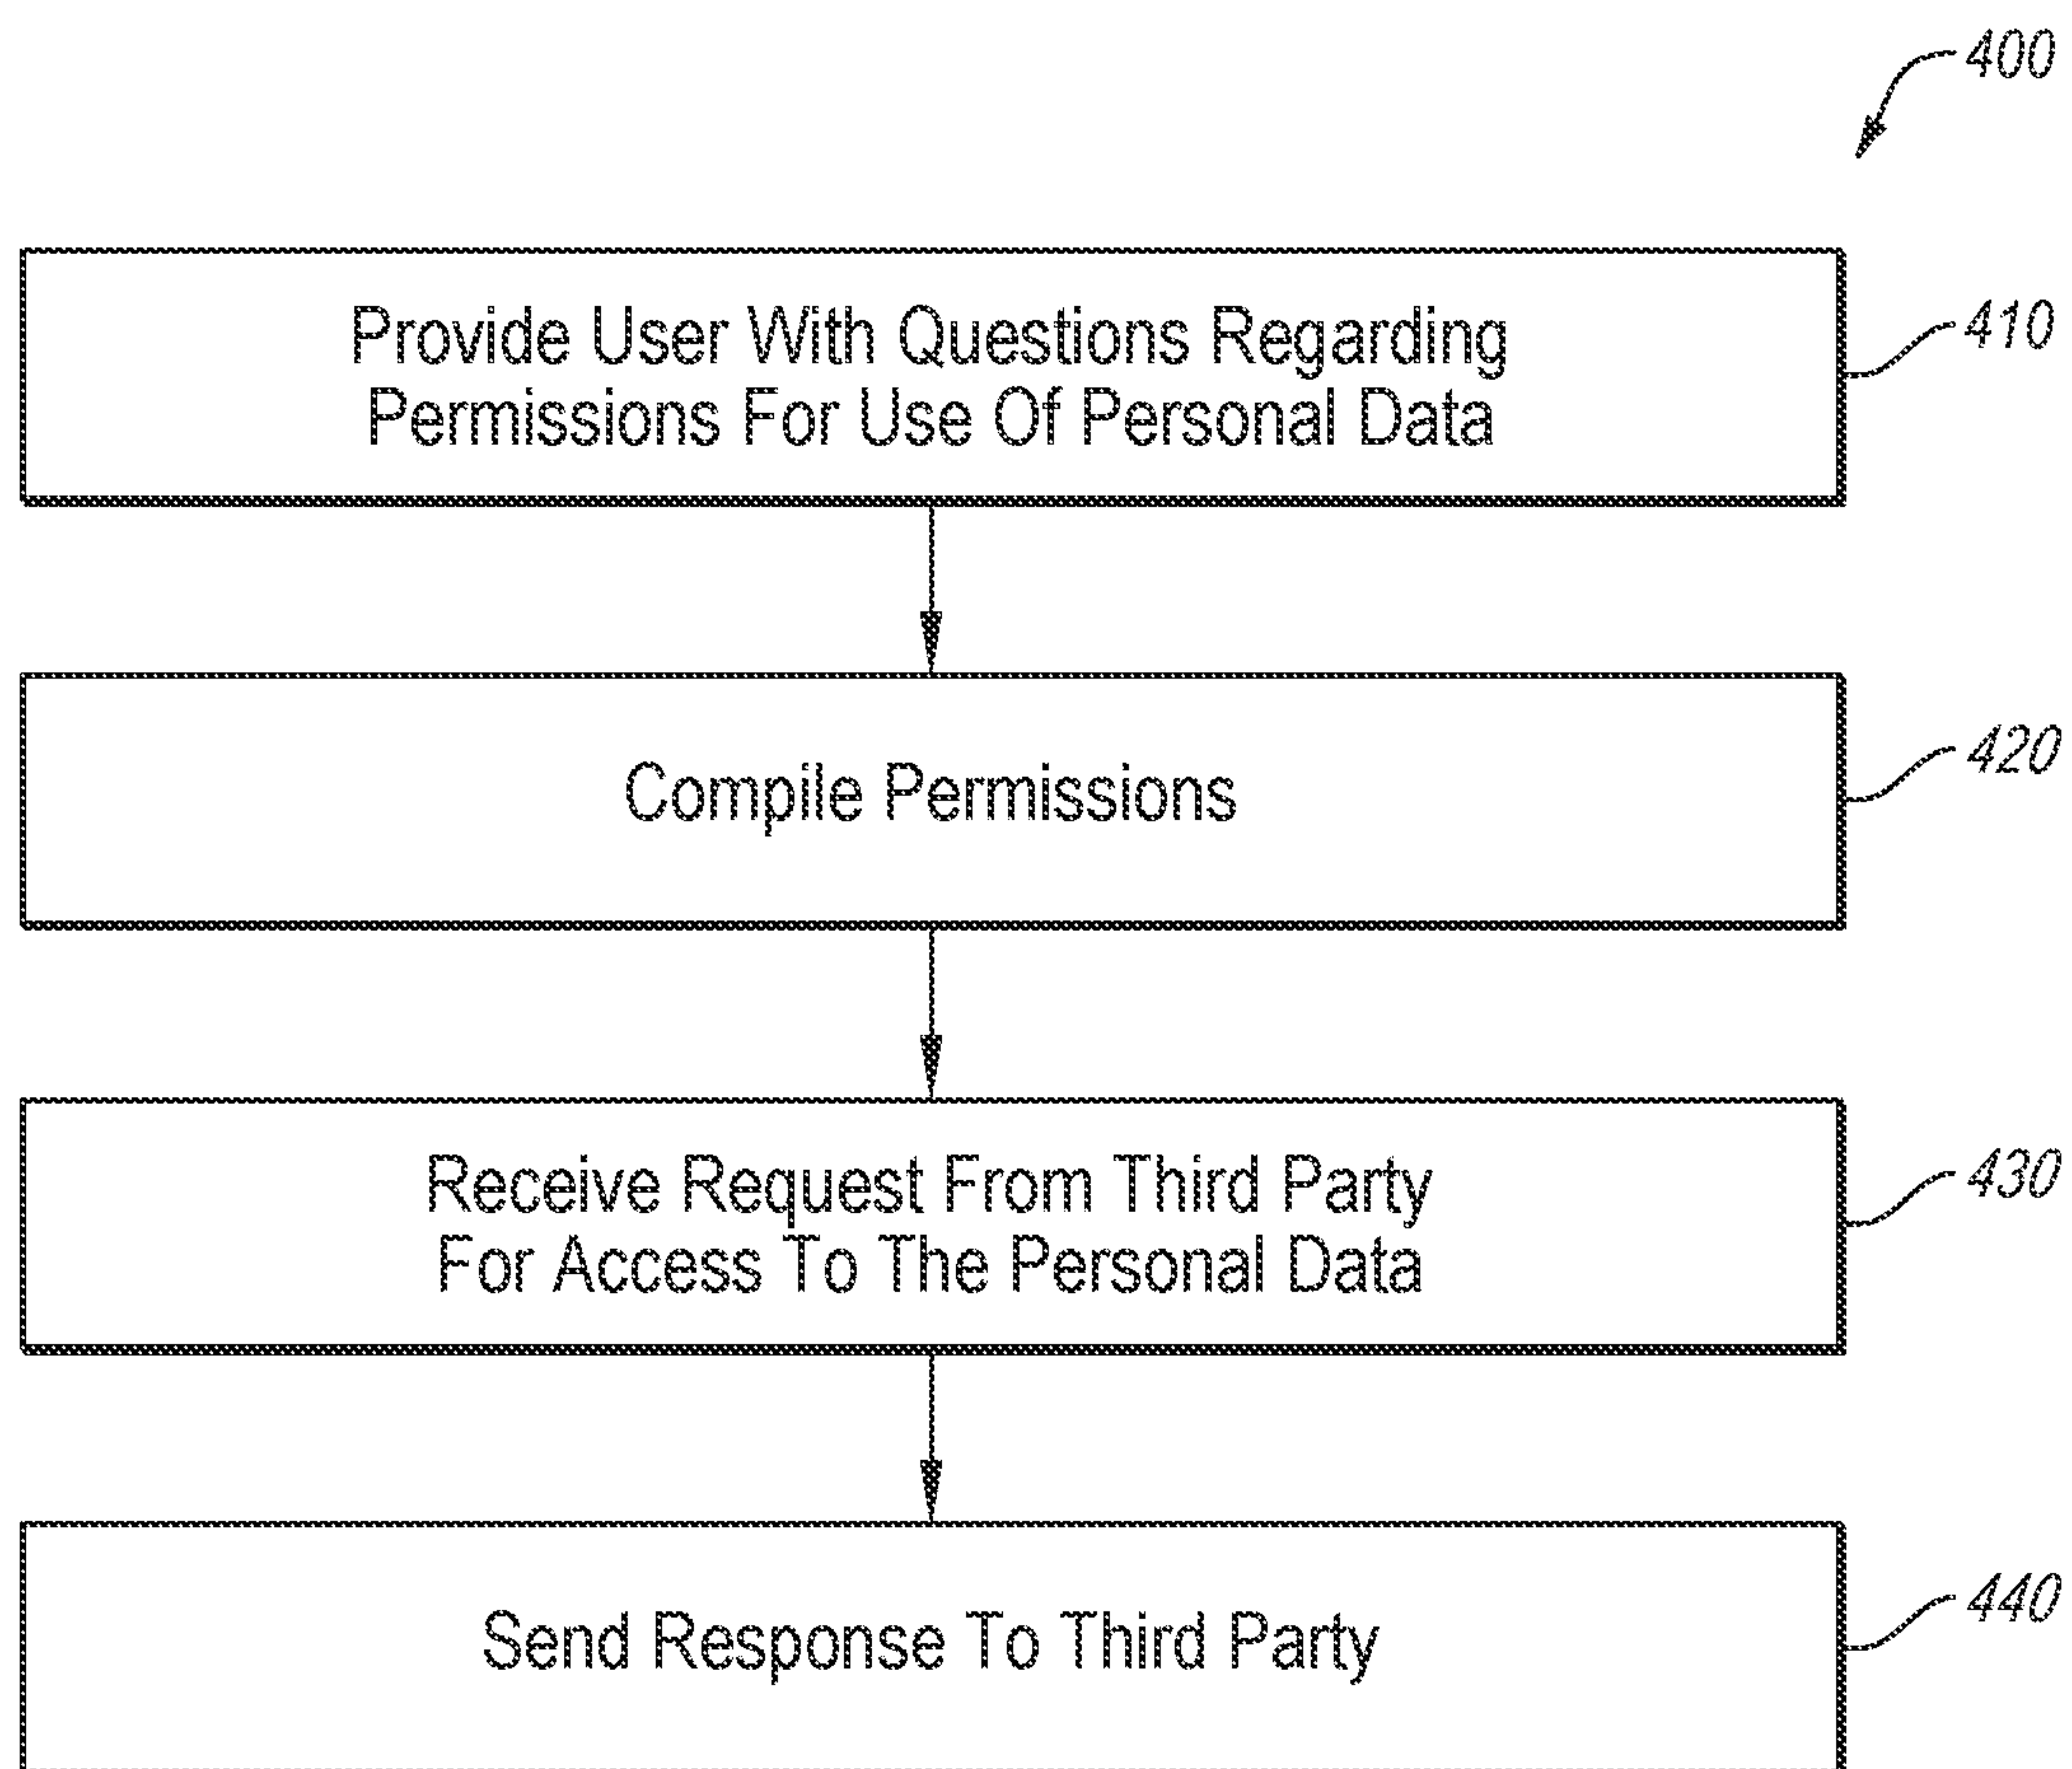 400
Provide User With Questions Regarding
Permissions For Use Of Personal Data
410
Compile Permissions
420
Receive Request From Third Party
For Access To The Personal Data
430
Send Response To Third Party
440